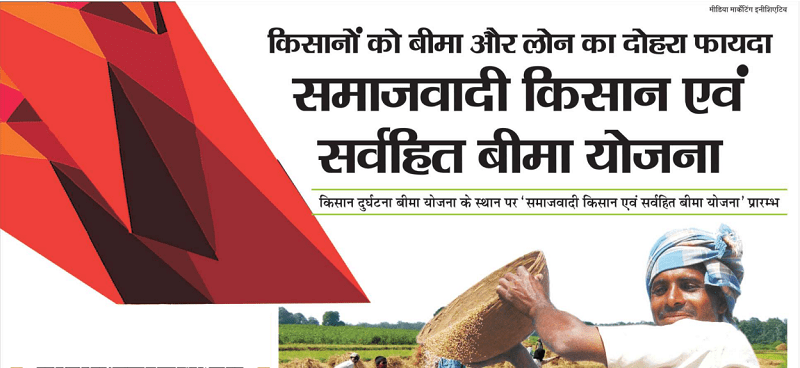 मीडिया मार्केटिंग इनीशिएटिव
किसानों को बीमा और लोन का दोहरा फायदा
समाजवादी किसान एवं
सर्वहित बीमा योजना
किसान दुर्घटना बीमा योजना के स्थान पर ‘समाजवादी किसान एवं सर्वहित बीमा योजना’ प्रारम्भ